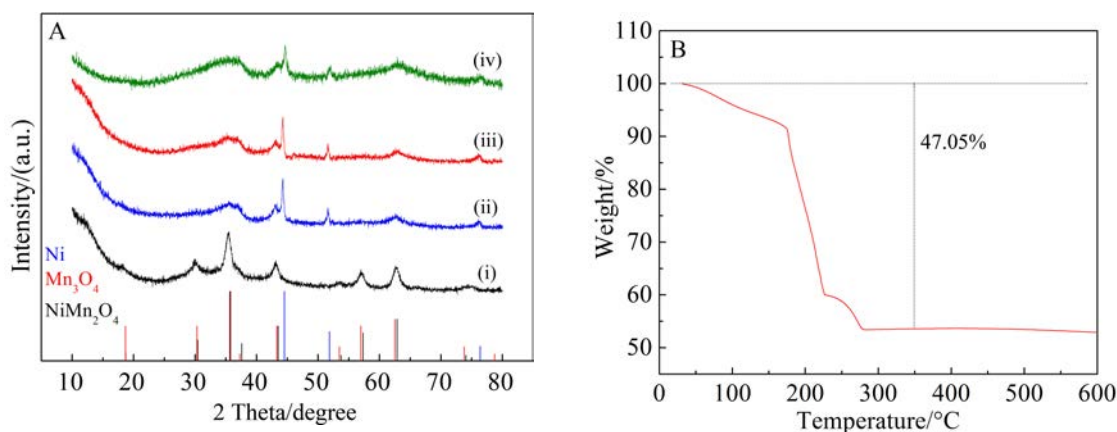 A
Intensity/(a.u.)
(iv)
(iii)
(ii)
(i)
Ni
Mn₃O₄
NiMn₂O₄
10 20 30 40 50 60 70 80
2 Theta/degree
B
Weight/%
110
100
90
80
70
60
50
47.05%
0 100 200 300 400 500 600
Temperature/°C